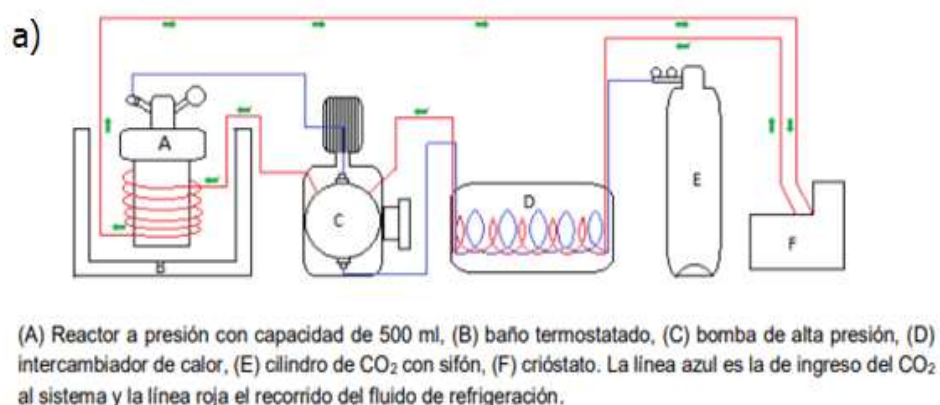 a)
A
B
C
D
E
F
(A) Reactor a presión con capacidad de 500 ml, (B) baño termostatado, (C) bomba de alta presión, (D)
intercambiador de calor, (E) cilindro de CO₂ con sifón, (F) crióstato. La línea azul es la de ingreso del CO₂
al sistema y la línea roja el recorrido del fluido de refrigeración.